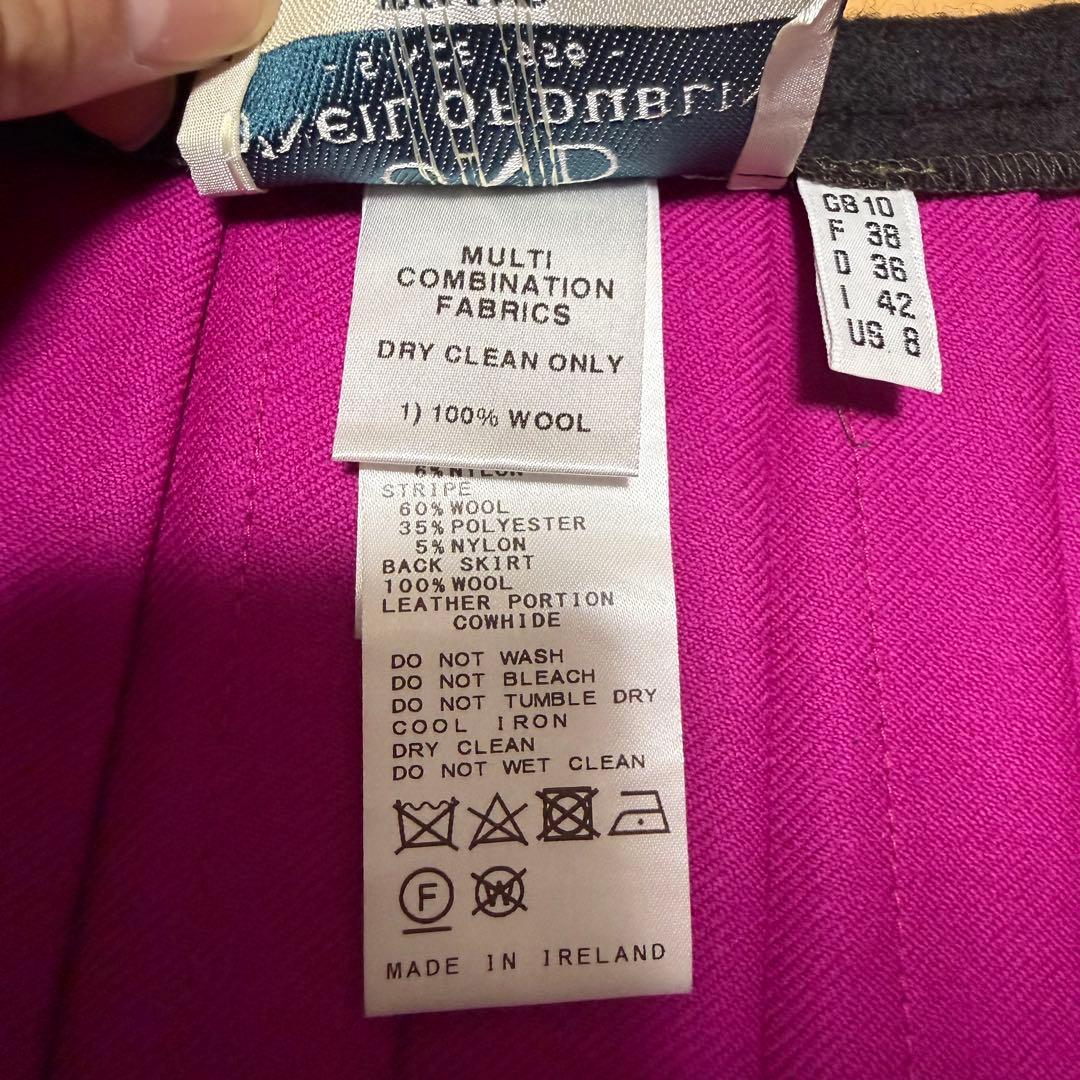 GB 10
F 38
D 36
I 42
US 8
MULTI
COMBINATION
FABRICS
DRY CLEAN ONLY
1) 100% WOOL
6% NYLON
STRIPE
60% WOOL
35% POLYESTER
5% NYLON
BACK SKIRT
100% WOOL
LEATHER PORTION
COWHIDE
DO NOT WASH
DO NOT BLEACH
DO NOT TUMBLE DRY
COOL IRON
DRY CLEAN
DO NOT WET CLEAN
F W
MADE IN IRELAND